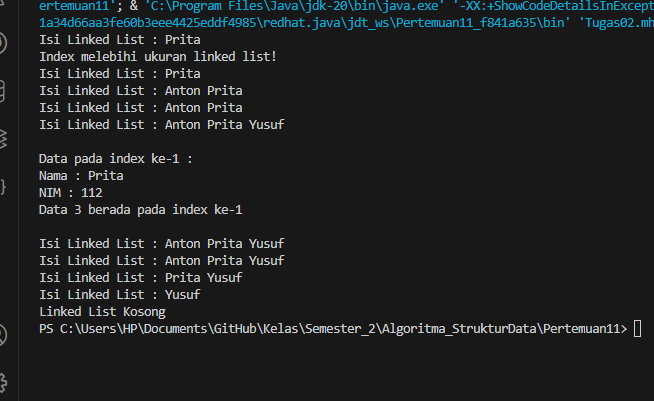 ertemuan11'; & 'C:\Program Files\Java\jdk-20\bin\java.exe' '-XX:+ShowCodeDetailsInExcept
1a34d66aa3fe60b3eee4425eddf4985\redhat.java\jdt_ws\Pertemuan11_f841a635\bin' 'Tugas02.mh
Isi Linked List : Prita
Index melebihi ukuran linked list!
Isi Linked List : Prita
Isi Linked List : Anton Prita
Isi Linked List : Anton Prita
Isi Linked List : Anton Prita Yusuf
Data pada index ke-1 :
Nama : Prita
NIM : 112
Data 3 berada pada index ke-1
Isi Linked List : Anton Prita Yusuf
Isi Linked List : Anton Prita Yusuf
Isi Linked List : Prita Yusuf
Isi Linked List : Yusuf
Linked List Kosong
PS C:\Users\HP\Documents\GitHub\Kelas\Semester_2\Algoritma_StrukturData\Pertemuan11>